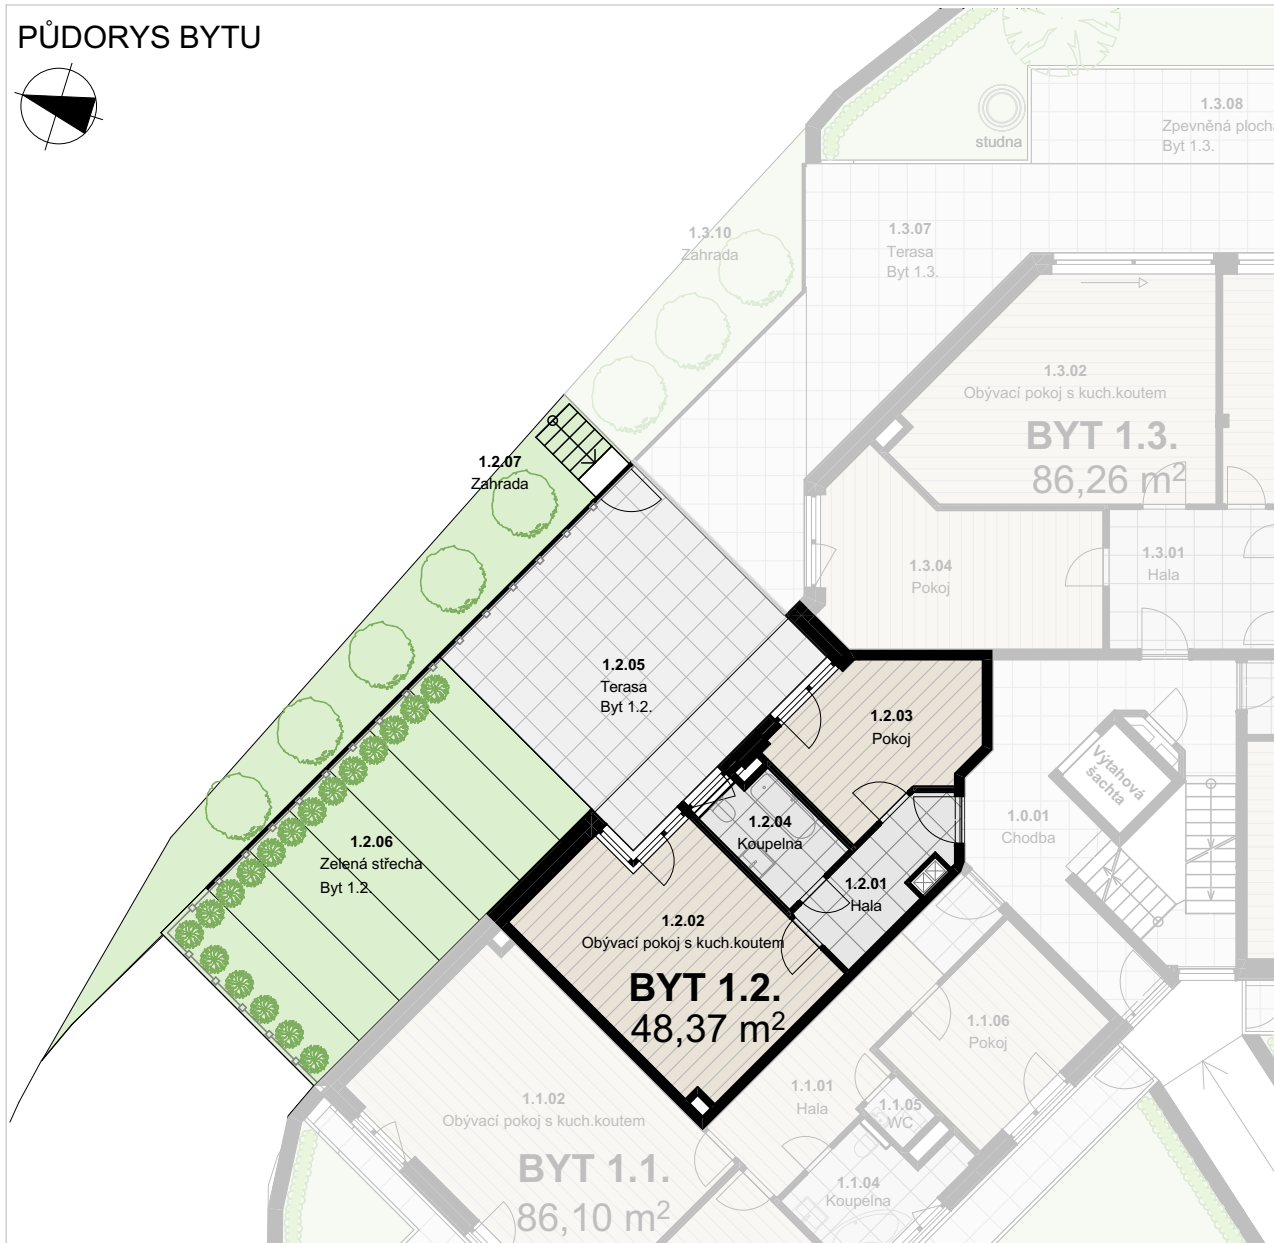 PŮDORYS BYTU
1.3.08
Zpevněná ploch
Byt 1.3.
studna
1.3.10
Zahrada
1.3.07
Terasa
Byt 1.3.
1.3.02
Obývací pokoj s kuch.koutem
BYT 1.3.
86,26 m²
1.2.07
Zahrada
1.3.04
Pokoj
1.3.01
Hala
1.2.05
Terasa
Byt 1.2.
1.2.03
Pokoj
Výtahová
šachta
1.0.01
Chodba
1.2.04
Koupelna
1.2.06
Zelená střecha
Byt 1.2
1.2.01
Hala
1.2.02
Obývací pokoj s kuch.koutem
BYT 1.2.
48,37 m²
1.1.06
Pokoj
1.1.01
Hala
1.1.05
WC
1.1.02
Obývací pokoj s kuch.koutem
BYT 1.1.
86,10 m²
1.1.04
Koupelna